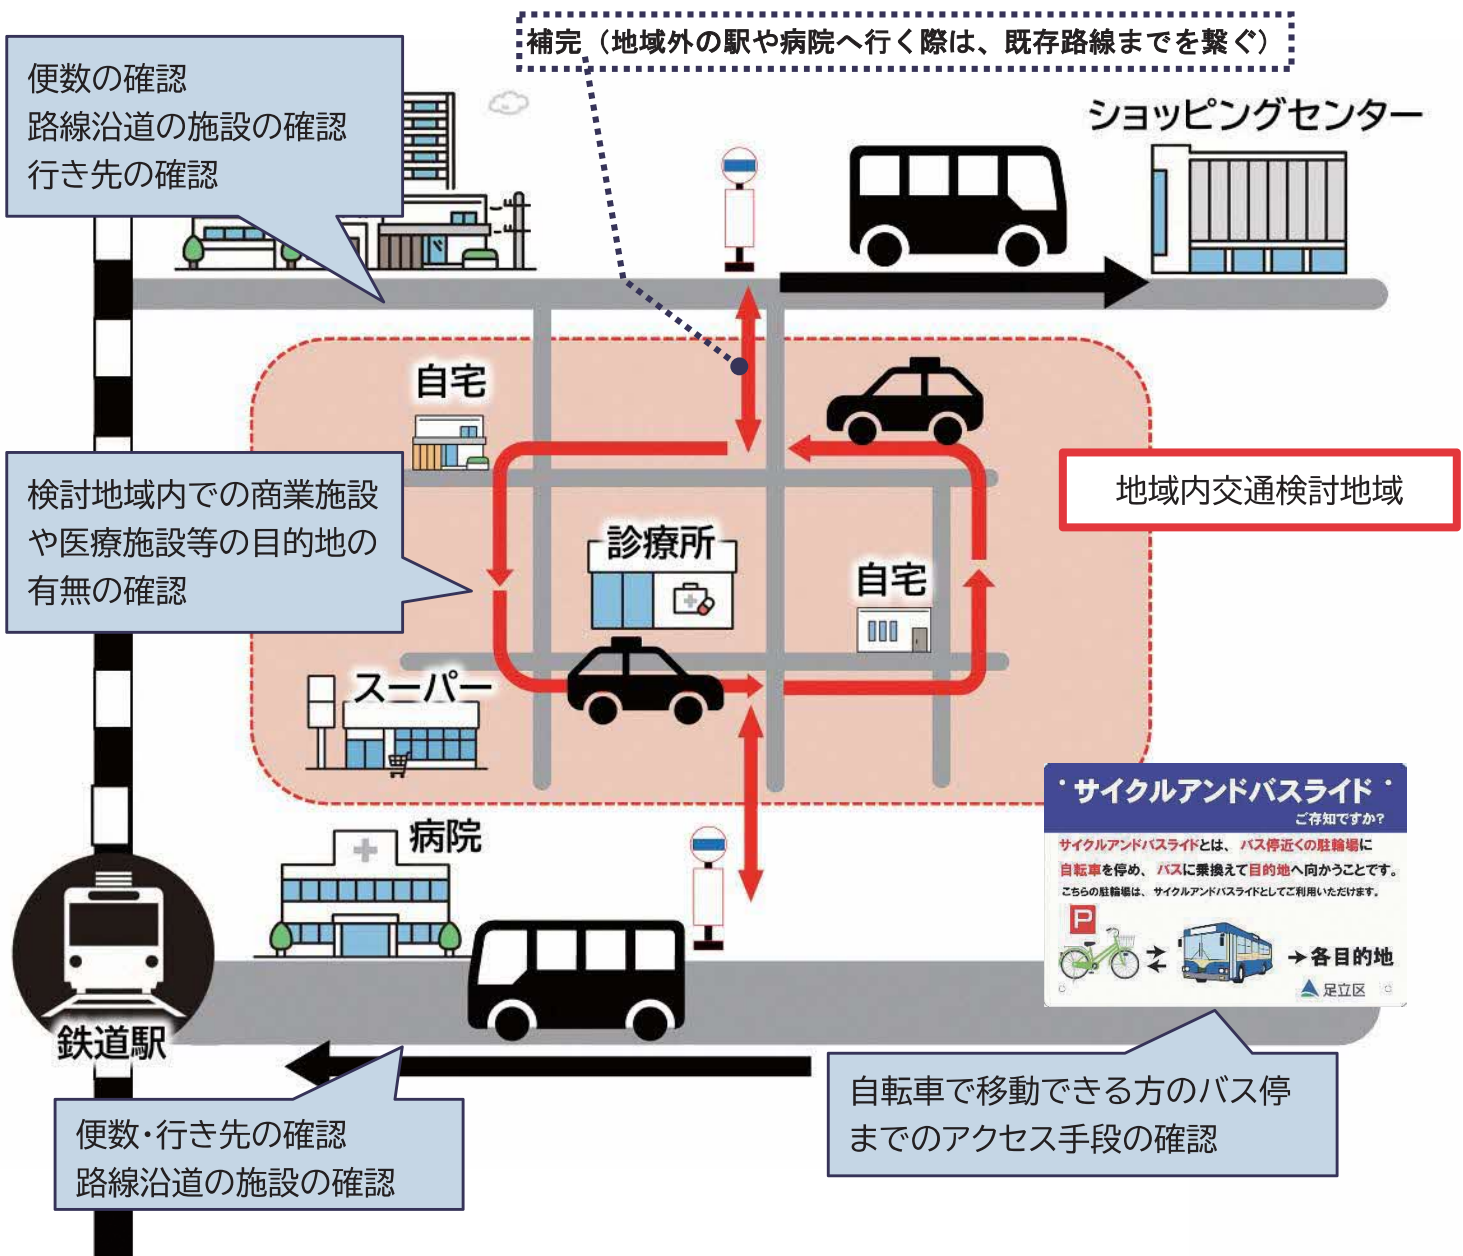 補完（地域外の駅や病院へ行く際は、既存路線までを繋ぐ）
便数の確認
路線沿道の施設の確認
行き先の確認
ショッピングセンター
自宅
地域内交通検討地域
検討地域内での商業施設
や医療施設等の目的地の
有無の確認
診療所
自宅
スーパー
・サイクルアンドバスライド・
ご存知ですか?
サイクルアンドバスライドとは、バス停近くの駐輪場に
自転車を停め、バスに乗換えて目的地へ向かうことです。
こちらの駐輪場は、サイクルアンドバスライドとしてご利用いただけます。
P
→各目的地
足立区
病院
鉄道駅
自転車で移動できる方のバス停
までのアクセス手段の確認
便数・行き先の確認
路線沿道の施設の確認